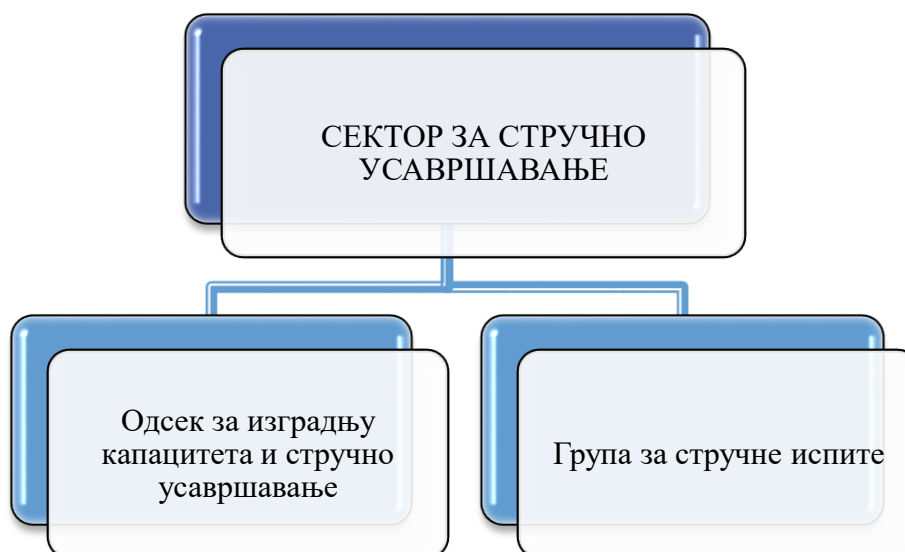 СЕКТОР ЗА СТРУЧНО
УСАВРШАВАЊЕ
Одсек за изградњу
капацитета и стручно
усавршавање
Група за стручне испите